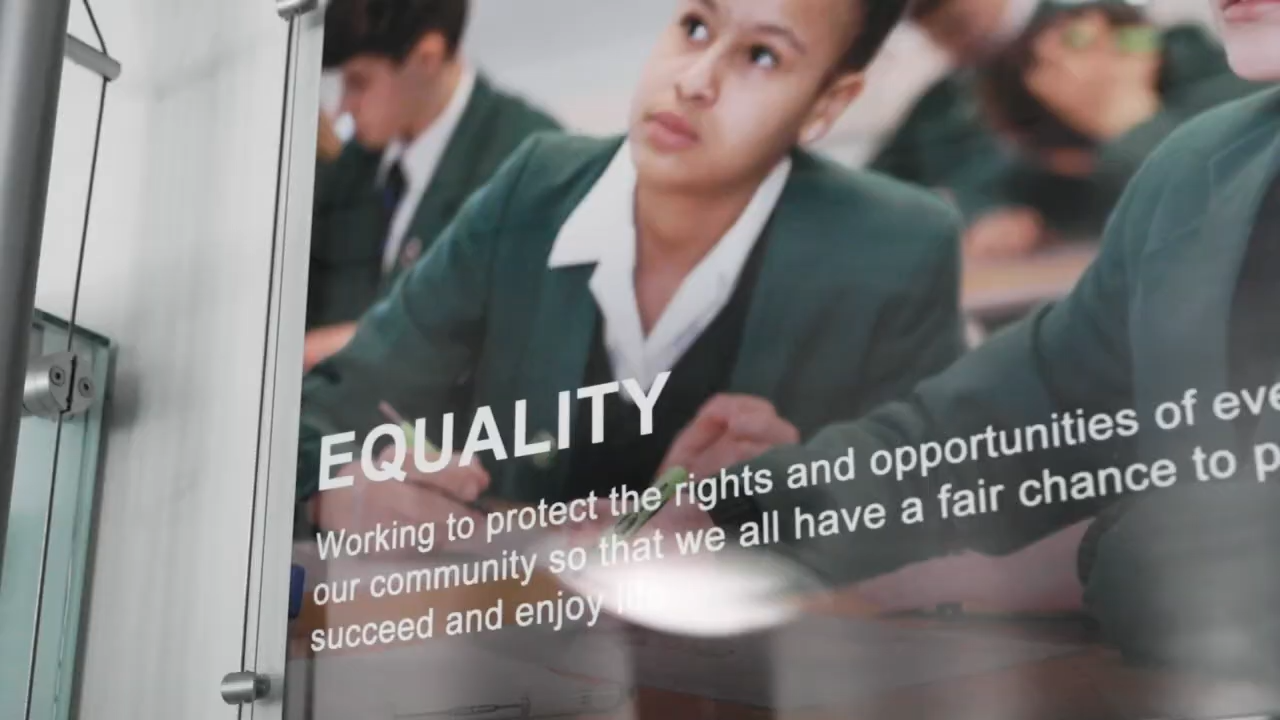 EQUALITY
Working to protect the rights and opportunities of
our community so that we all have a fair chance to
succeed and enjoy